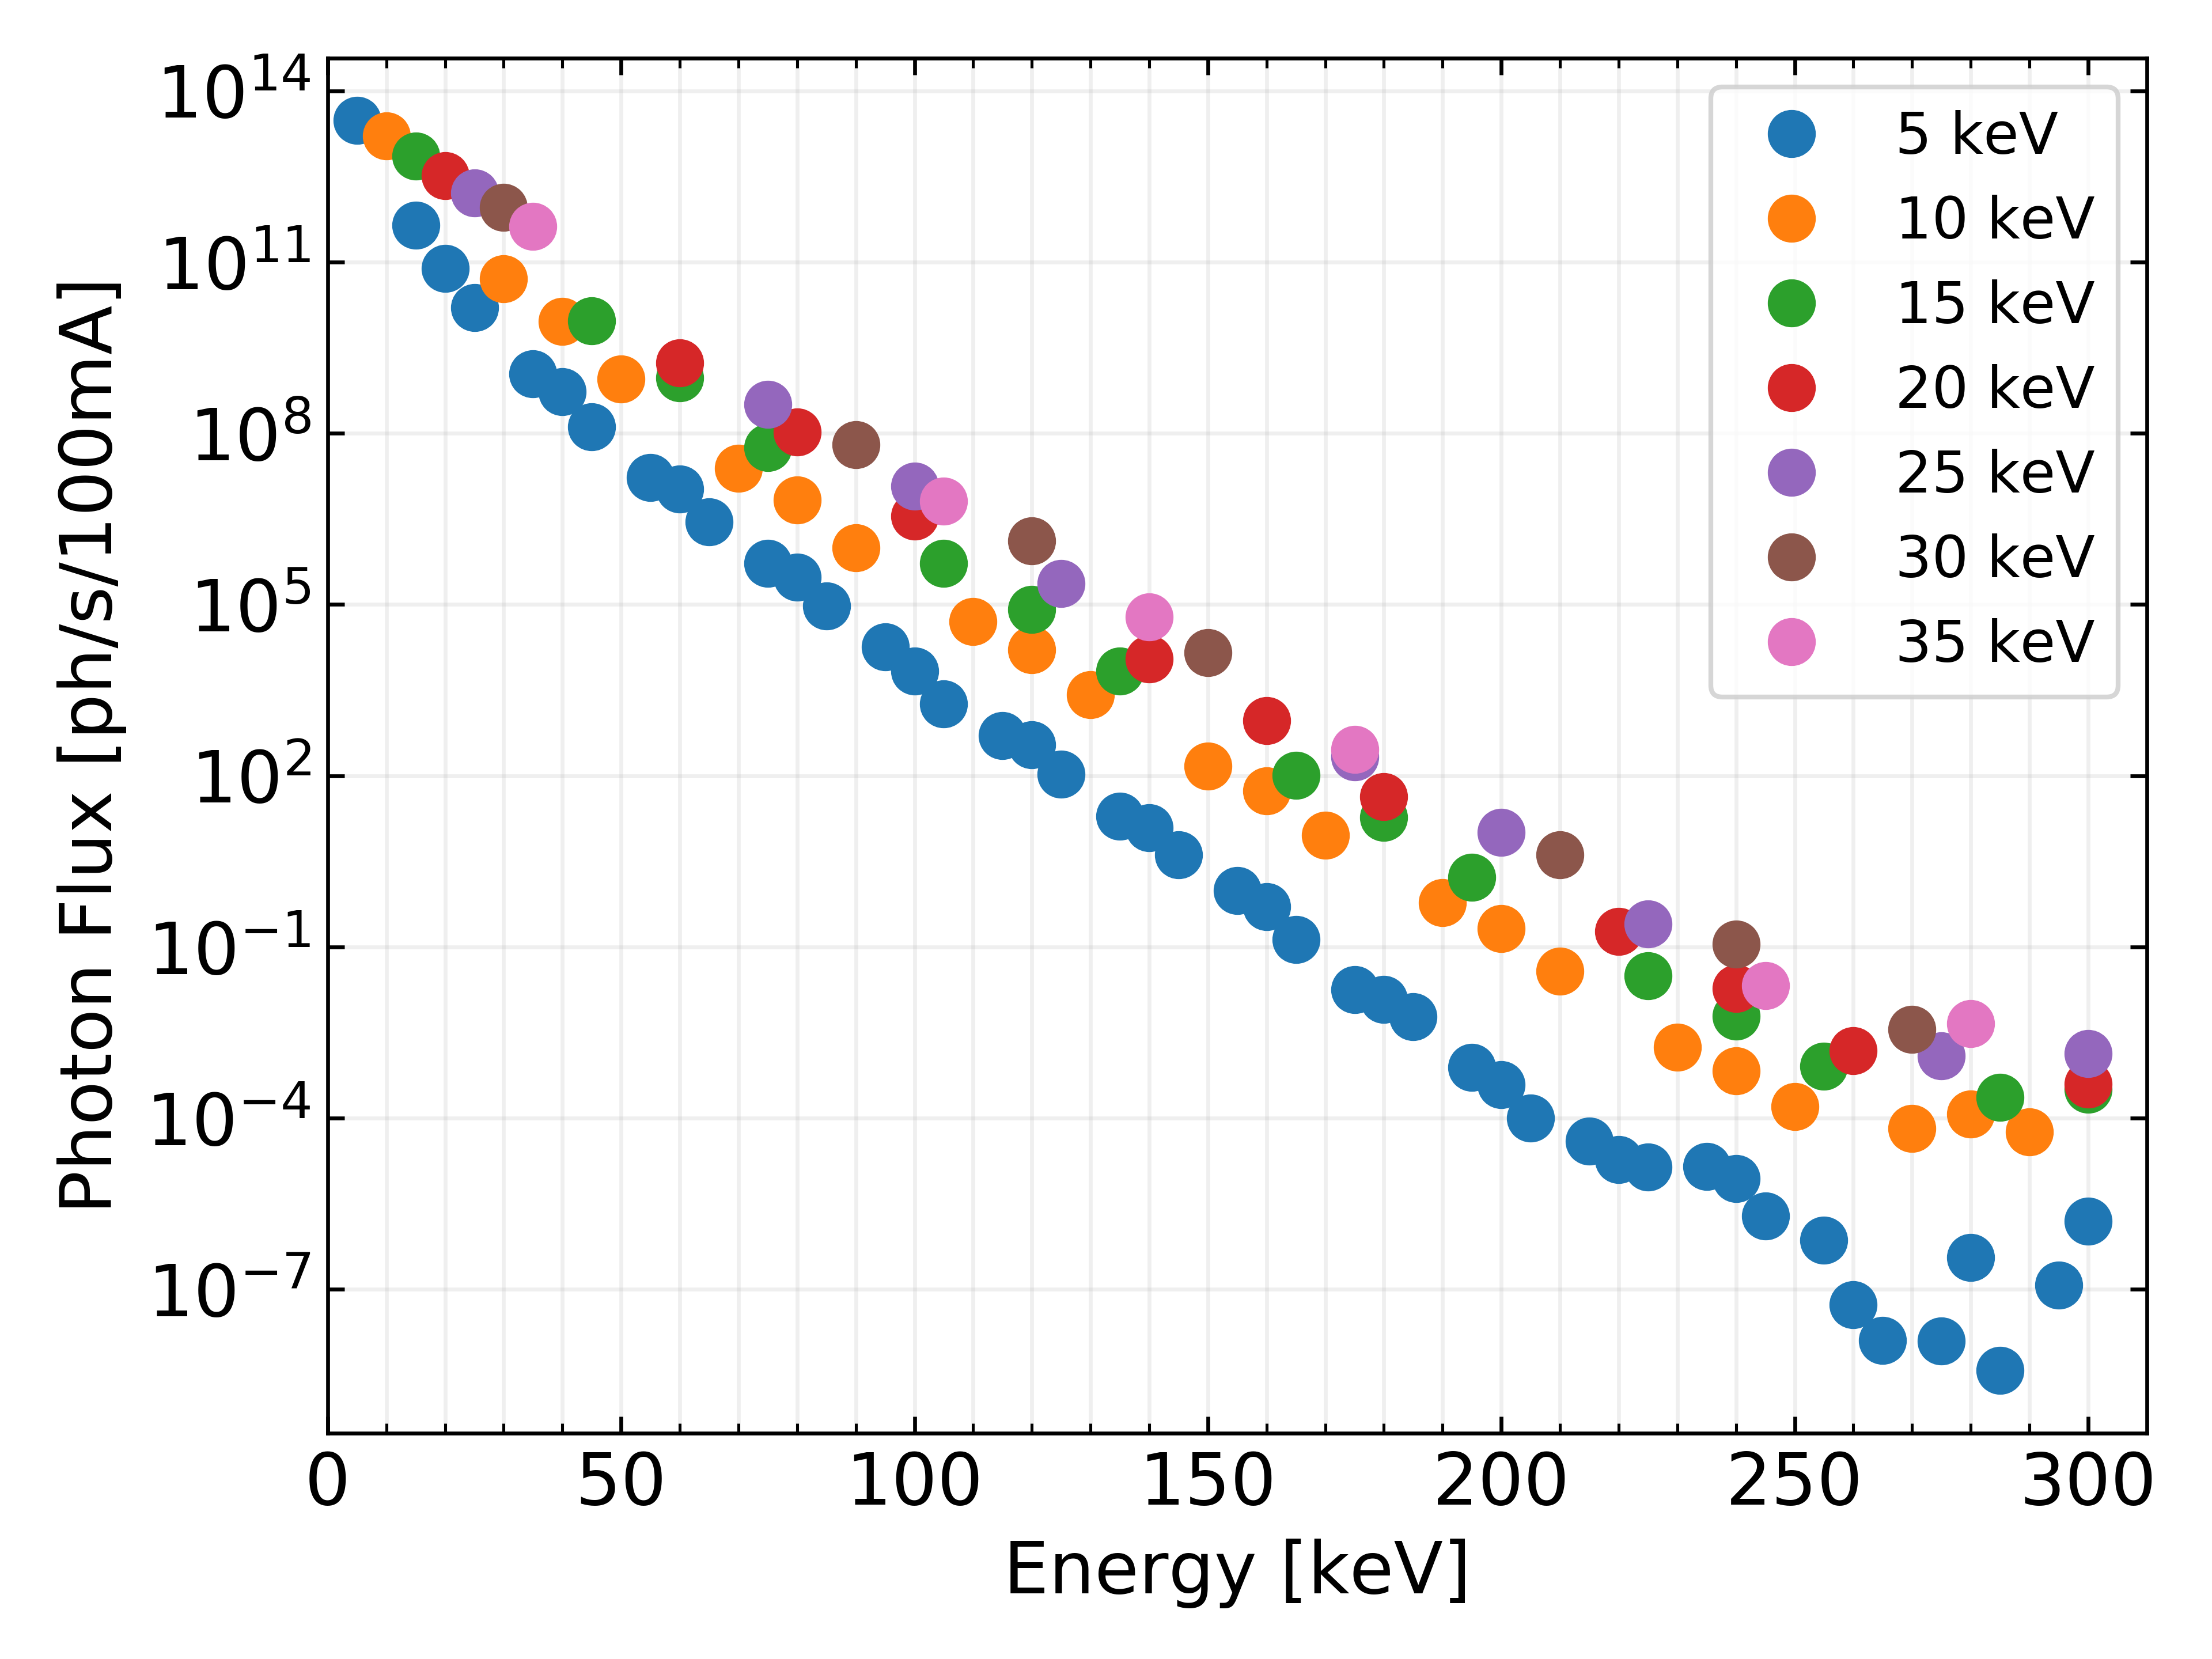 Photon Flux [ph/s/100mA]
10^14
10^11
10^8
10^5
10^2
10^−1
10^−4
10^−7
5 keV
10 keV
15 keV
20 keV
25 keV
30 keV
35 keV
0 50 100 150 200 250 300
Energy [keV]